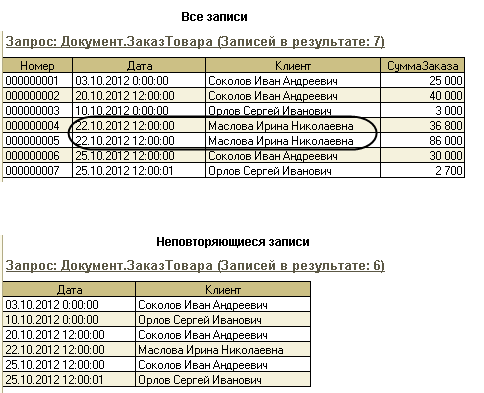 Все записи
Запрос: Документ.ЗаказТовара (Записей в результате: 7)
Номер Дата Клиент СуммаЗаказа
000000001 03.10.2012 0:00:00 Соколов Иван Андреевич 25 000
000000002 20.10.2012 12:00:00 Соколов Иван Андреевич 40 000
000000003 10.10.2012 0:00:00 Орлов Сергей Иванович 3 000
000000004 22.10.2012 12:00:00 Маслова Ирина Николаевна 36 800
000000005 22.10.2012 12:00:00 Маслова Ирина Николаевна 86 000
000000006 25.10.2012 12:00:00 Соколов Иван Андреевич 30 000
000000007 25.10.2012 12:00:01 Орлов Сергей Иванович 2 700
Неповторяющиеся записи
Запрос: Документ.ЗаказТовара (Записей в результате: 6)
Дата Клиент
03.10.2012 0:00:00 Соколов Иван Андреевич
10.10.2012 0:00:00 Орлов Сергей Иванович
20.10.2012 12:00:00 Соколов Иван Андреевич
22.10.2012 12:00:00 Маслова Ирина Николаевна
25.10.2012 12:00:00 Соколов Иван Андреевич
25.10.2012 12:00:01 Орлов Сергей Иванович